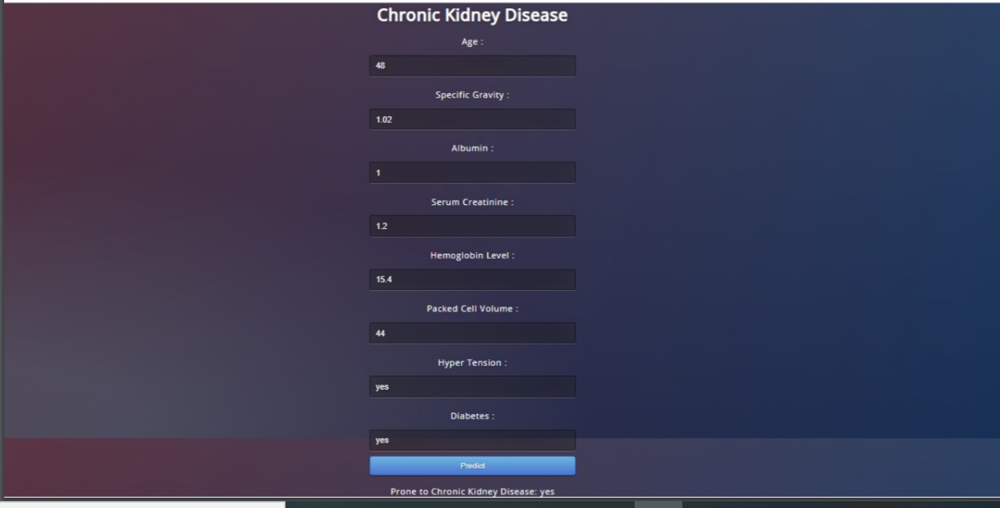 Chronic Kidney Disease
Age :
48
Specific Gravity :
1.02
Albumin :
1
Serum Creatinine :
1.2
Hemoglobin Level :
15.4
Packed Cell Volume :
44
Hyper Tension :
yes
Diabetes :
yes
Predict
Prone to Chronic Kidney Disease: yes